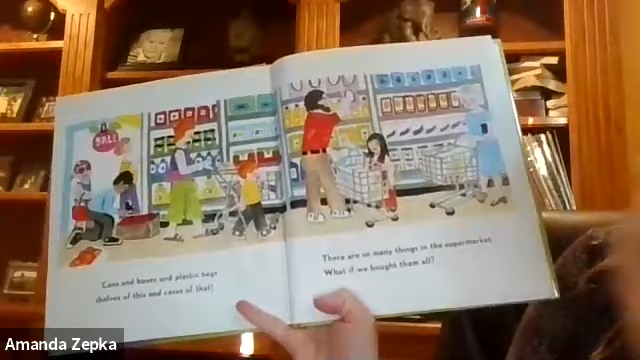 SALE
Cans and boxes and plastic bags
shelves of this and cases of that!
There are so many things in the supermarket.
What if we bought them all?
Amanda Zepka